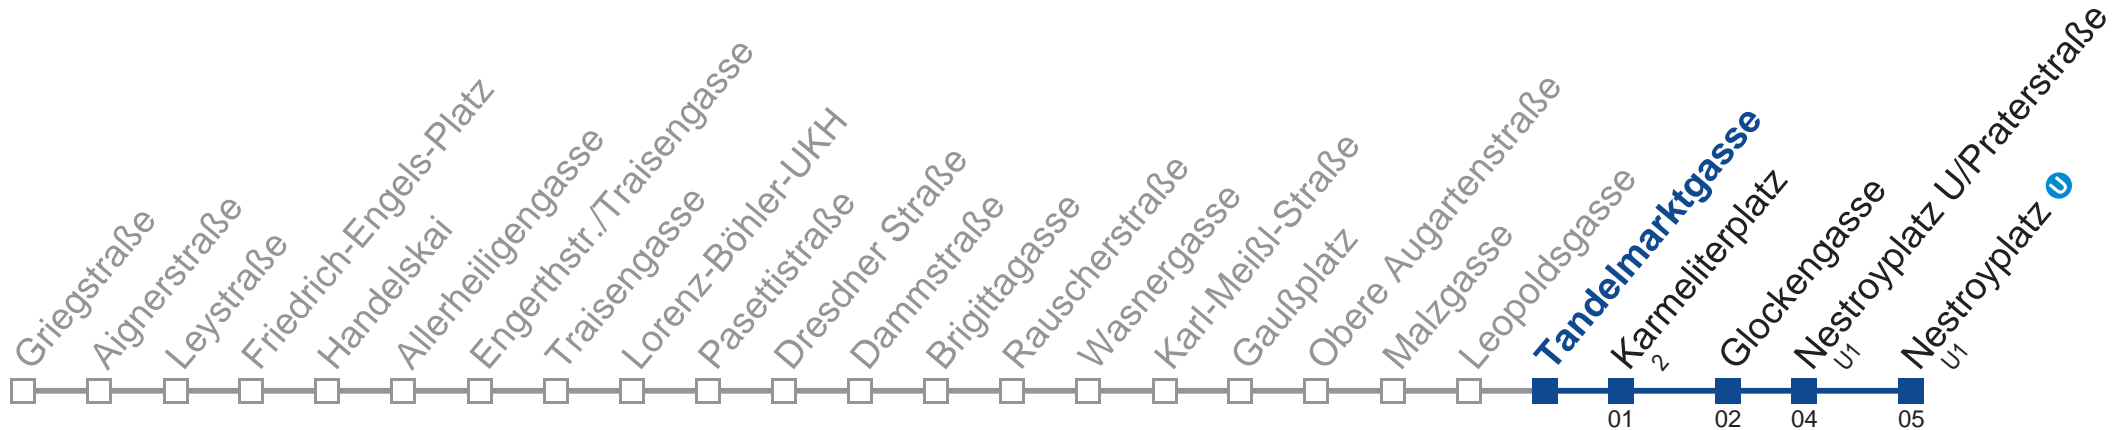 Griegstraße
Aignerstraße
Leystraße
Friedrich-Engels-Platz
Handelskai
Allerheiligengasse
Engerthstr./Traisengasse
Traisengasse
Lorenz-Böhler-UKH
Pasettistraße
Dresdner Straße
Dammstraße
Brigittagasse
Rauscherstraße
Wasnergasse
Karl-Meißl-Straße
Gaußplatz
Obere Augartenstraße
Malzgasse
Leopoldsgasse
Tandelmarktgasse
Karmeliterplatz
2
Glockengasse
Nestroyplatz U/Praterstraße
U1
Nestroyplatz U
U1
01
02
04
05